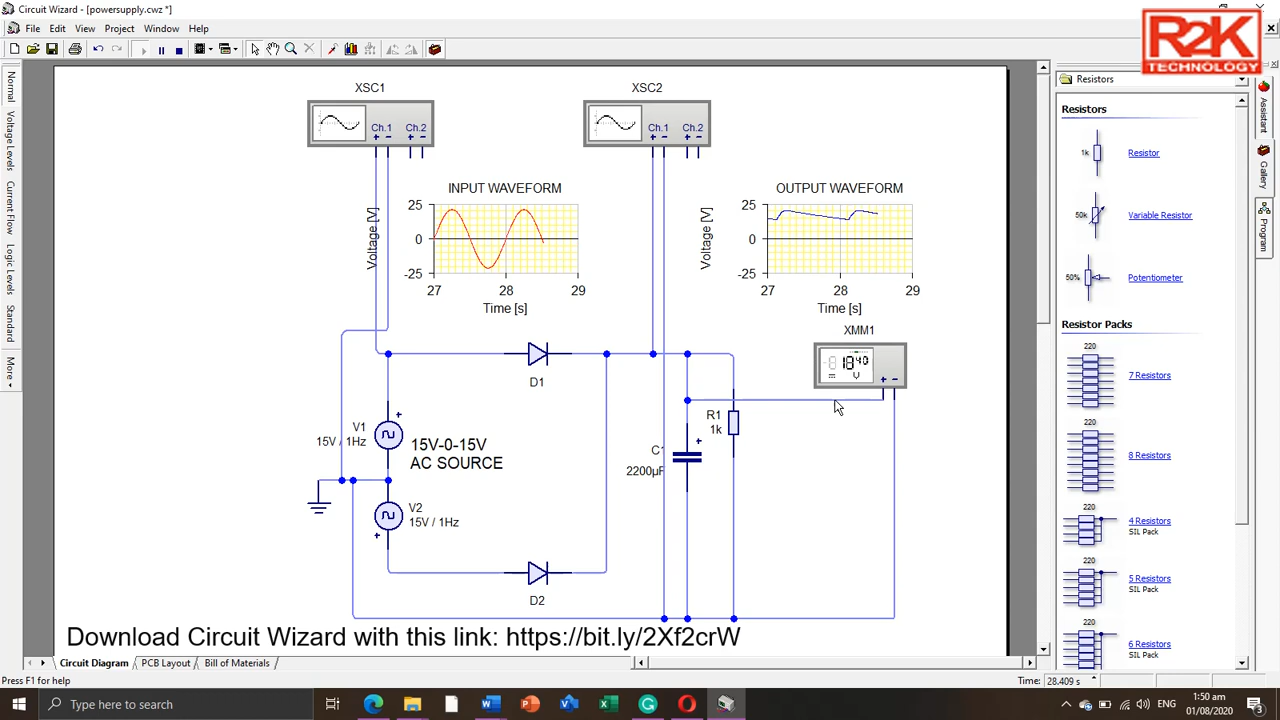 Circuit Wizard - [powersupply.cwz *]
R2K
TECHNOLOGY
File Edit View Project Window Help
Normal
Voltage Levels
Current Flow
Logic Levels
Standard
More
XSC1
Ch.1 Ch.2
+ - + -
XSC2
Ch.1 Ch.2
+ - + -
INPUT WAVEFORM
Voltage [V]
25
0
-25
27 28 29
Time [s]
OUTPUT WAVEFORM
Voltage [V]
25
0
-25
27 28 29
Time [s]
XMM1
18.40
V
+ -
D1
V1
15V / 1Hz
+
15V-0-15V
AC SOURCE
V2
15V / 1Hz
+
D2
R1
1k
+
2200µF
Download Circuit Wizard with this link: https://bit.ly/2Xf2crW
Circuit Diagram PCB Layout Bill of Materials
Resistors
Resistors
1k Resistor
50k Variable Resistor
50% Potentiometer
Resistor Packs
220
7 Resistors
220
8 Resistors
220
4 Resistors
SIL Pack
220
5 Resistors
SIL Pack
220
6 Resistors
SIL Pack
Assistant
Gallery
Program
Press F1 for help
Time: 28.409 s
Type here to search
ENG
1:50 am
01/08/2020
3